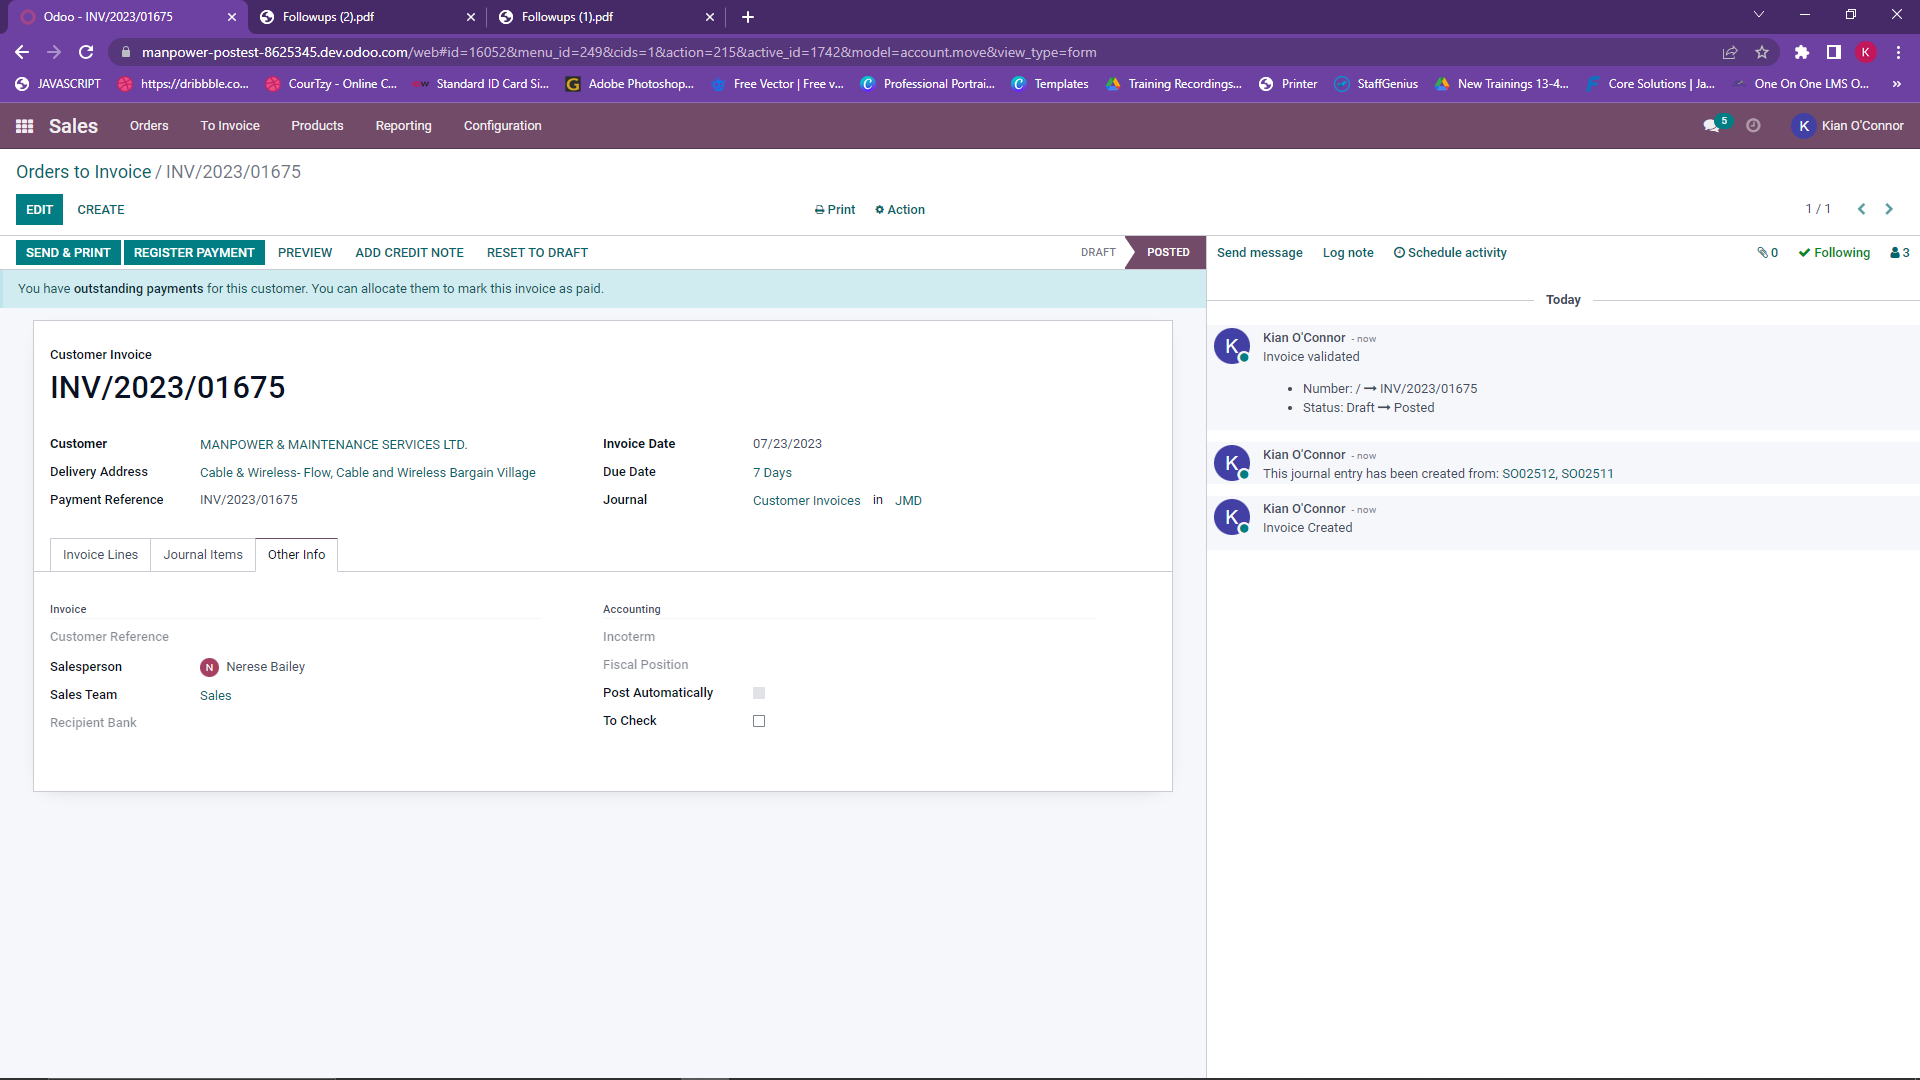 Odoo - INV/2023/01675
Followups (2).pdf
Followups (1).pdf
manpower-postest-8625345.dev.odoo.com/web#id=16052&menu_id=249&cids=1&action=215&active_id=1742&model=account.move&view_type=form
K
JAVASCRIPT
https://dribbble.co...
CourTzy - Online C...
Standard ID Card Si...
Adobe Photoshop...
Free Vector | Free v...
Professional Portrai...
Templates
Training Recordings...
Printer
StaffGenius
New Trainings 13-4...
Core Solutions | Ja...
One On One LMS O...
»
Sales
Orders
To Invoice
Products
Reporting
Configuration
5
K
Kian O'Connor
Orders to Invoice / INV/2023/01675
EDIT
CREATE
Print
Action
1 / 1
SEND & PRINT
REGISTER PAYMENT
PREVIEW
ADD CREDIT NOTE
RESET TO DRAFT
DRAFT
POSTED
Send message
Log note
Schedule activity
0
Following
3
You have outstanding payments for this customer. You can allocate them to mark this invoice as paid.
Customer Invoice
INV/2023/01675
Customer
MANPOWER & MAINTENANCE SERVICES LTD.
Delivery Address
Cable & Wireless- Flow, Cable and Wireless Bargain Village
Payment Reference
INV/2023/01675
Invoice Date
07/23/2023
Due Date
7 Days
Journal
Customer Invoices in JMD
Invoice Lines
Journal Items
Other Info
Invoice
Customer Reference
Salesperson
N
Nerese Bailey
Sales Team
Sales
Recipient Bank
Accounting
Incoterm
Fiscal Position
Post Automatically
To Check
Today
K
Kian O'Connor - now
Invoice validated
• Number: / → INV/2023/01675
• Status: Draft → Posted
K
Kian O'Connor - now
This journal entry has been created from: SO02512, SO02511
K
Kian O'Connor - now
Invoice Created